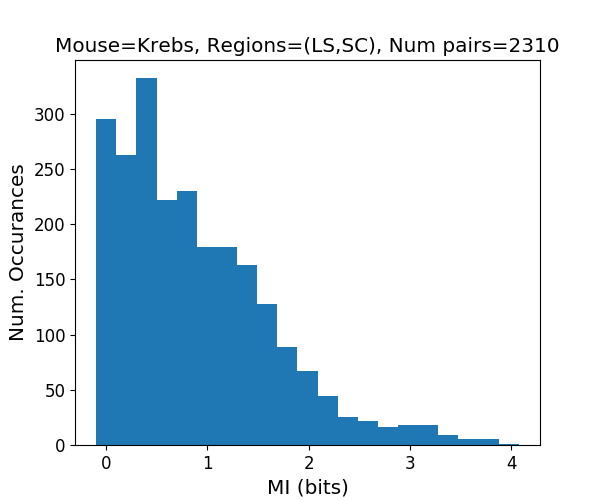 Mouse=Krebs, Regions=(LS,SC), Num pairs=2310
Num. Occurances
300
250
200
150
100
50
0
0 1 2 3 4
MI (bits)